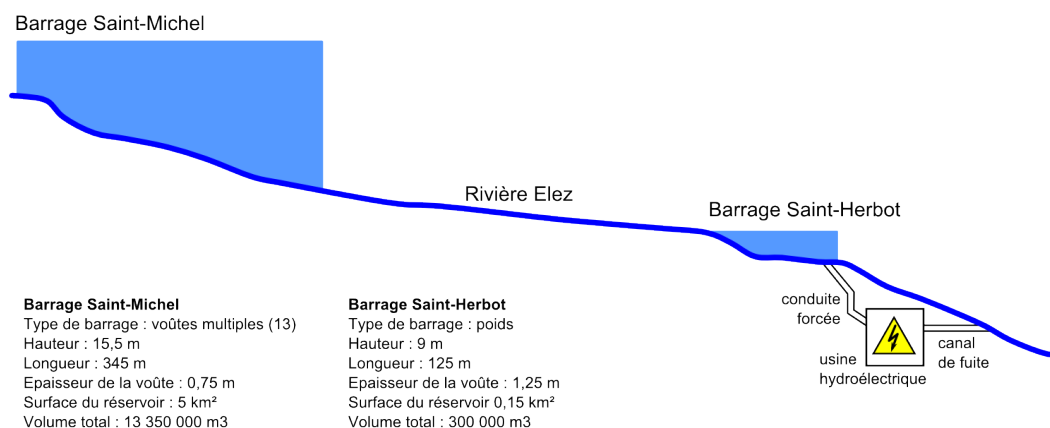 Barrage Saint-Michel
Rivière Elez
Barrage Saint-Herbot
conduite
forcée
usine
hydroélectrique
canal
de fuite
Barrage Saint-Michel
Type de barrage : voûtes multiples (13)
Hauteur : 15,5 m
Longueur : 345 m
Epaisseur de la voûte : 0,75 m
Surface du réservoir : 5 km²
Volume total : 13 350 000 m3
Barrage Saint-Herbot
Type de barrage : poids
Hauteur : 9 m
Longueur : 125 m
Epaisseur de la voûte : 1,25 m
Surface du réservoir 0,15 km²
Volume total : 300 000 m3